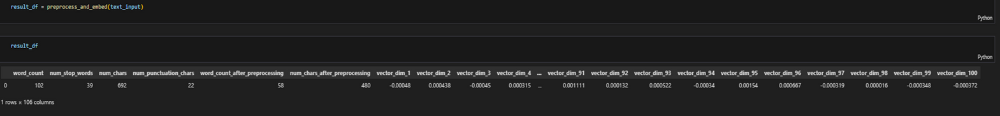 result_df = preprocess_and_embed(text_input)
Python
result_df
Python
word_count num_stop_words num_chars num_punctuation_chars word_count_after_preprocessing num_chars_after_preprocessing vector_dim_1 vector_dim_2 vector_dim_3 vector_dim_4 ... vector_dim_91 vector_dim_92 vector_dim_93 vector_dim_94 vector_dim_95 vector_dim_96 vector_dim_97 vector_dim_98 vector_dim_99 vector_dim_100
0 102 39 692 22 58 480 -0.00048 0.000438 -0.00045 0.000315 ... 0.001111 0.000132 0.000522 -0.00034 0.00154 0.000667 -0.000319 0.000016 -0.000348 -0.000372
1 rows × 106 columns